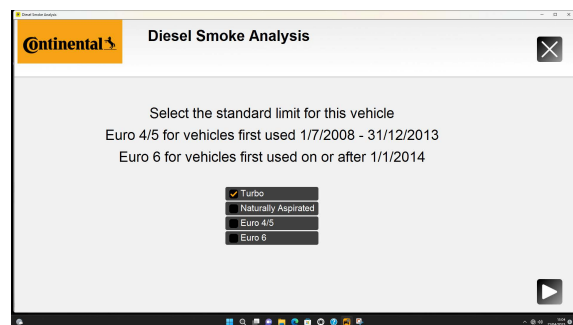 Diesel Smoke Analysis
Continental
Diesel Smoke Analysis
Select the standard limit for this vehicle
Euro 4/5 for vehicles first used 1/7/2008 - 31/12/2013
Euro 6 for vehicles first used on or after 1/1/2014
Turbo
Naturally Aspirated
Euro 4/5
Euro 6